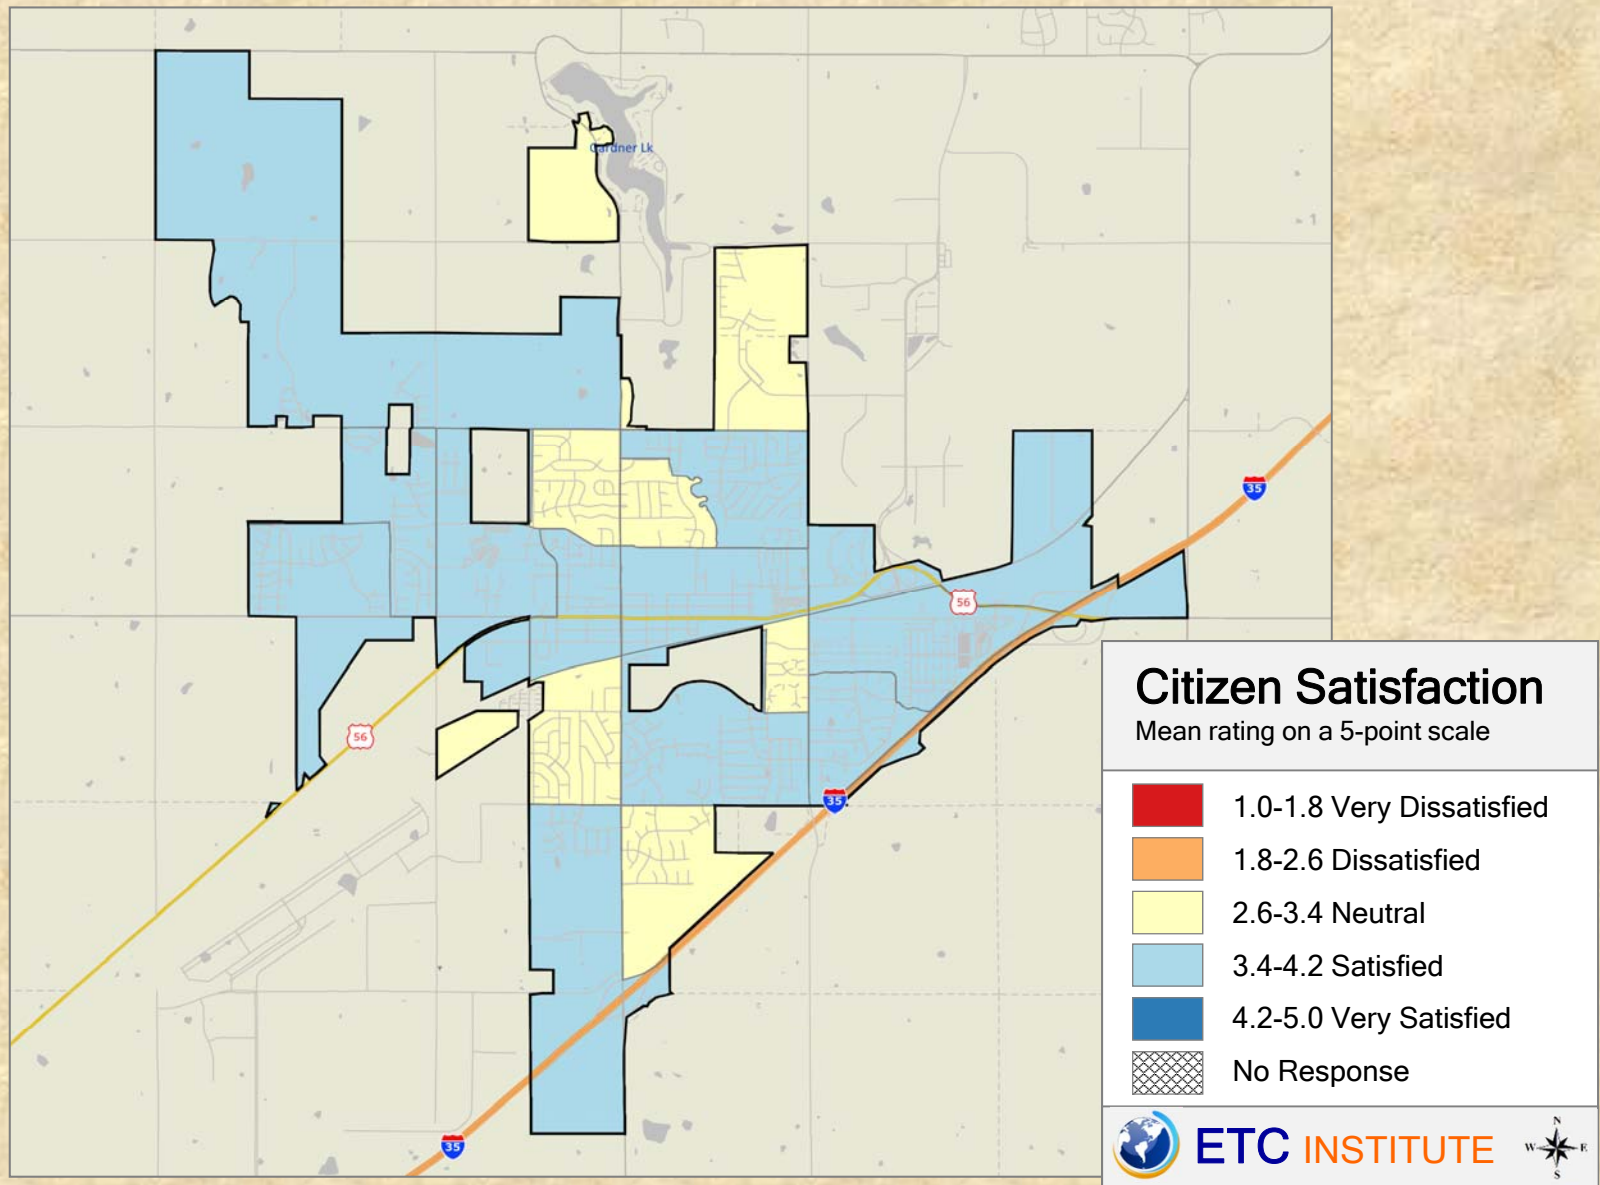 Gardner Lk
35
56
56
35
35
Citizen Satisfaction
Mean rating on a 5-point scale
1.0-1.8 Very Dissatisfied
1.8-2.6 Dissatisfied
2.6-3.4 Neutral
3.4-4.2 Satisfied
4.2-5.0 Very Satisfied
No Response
ETC INSTITUTE
N
W E
S